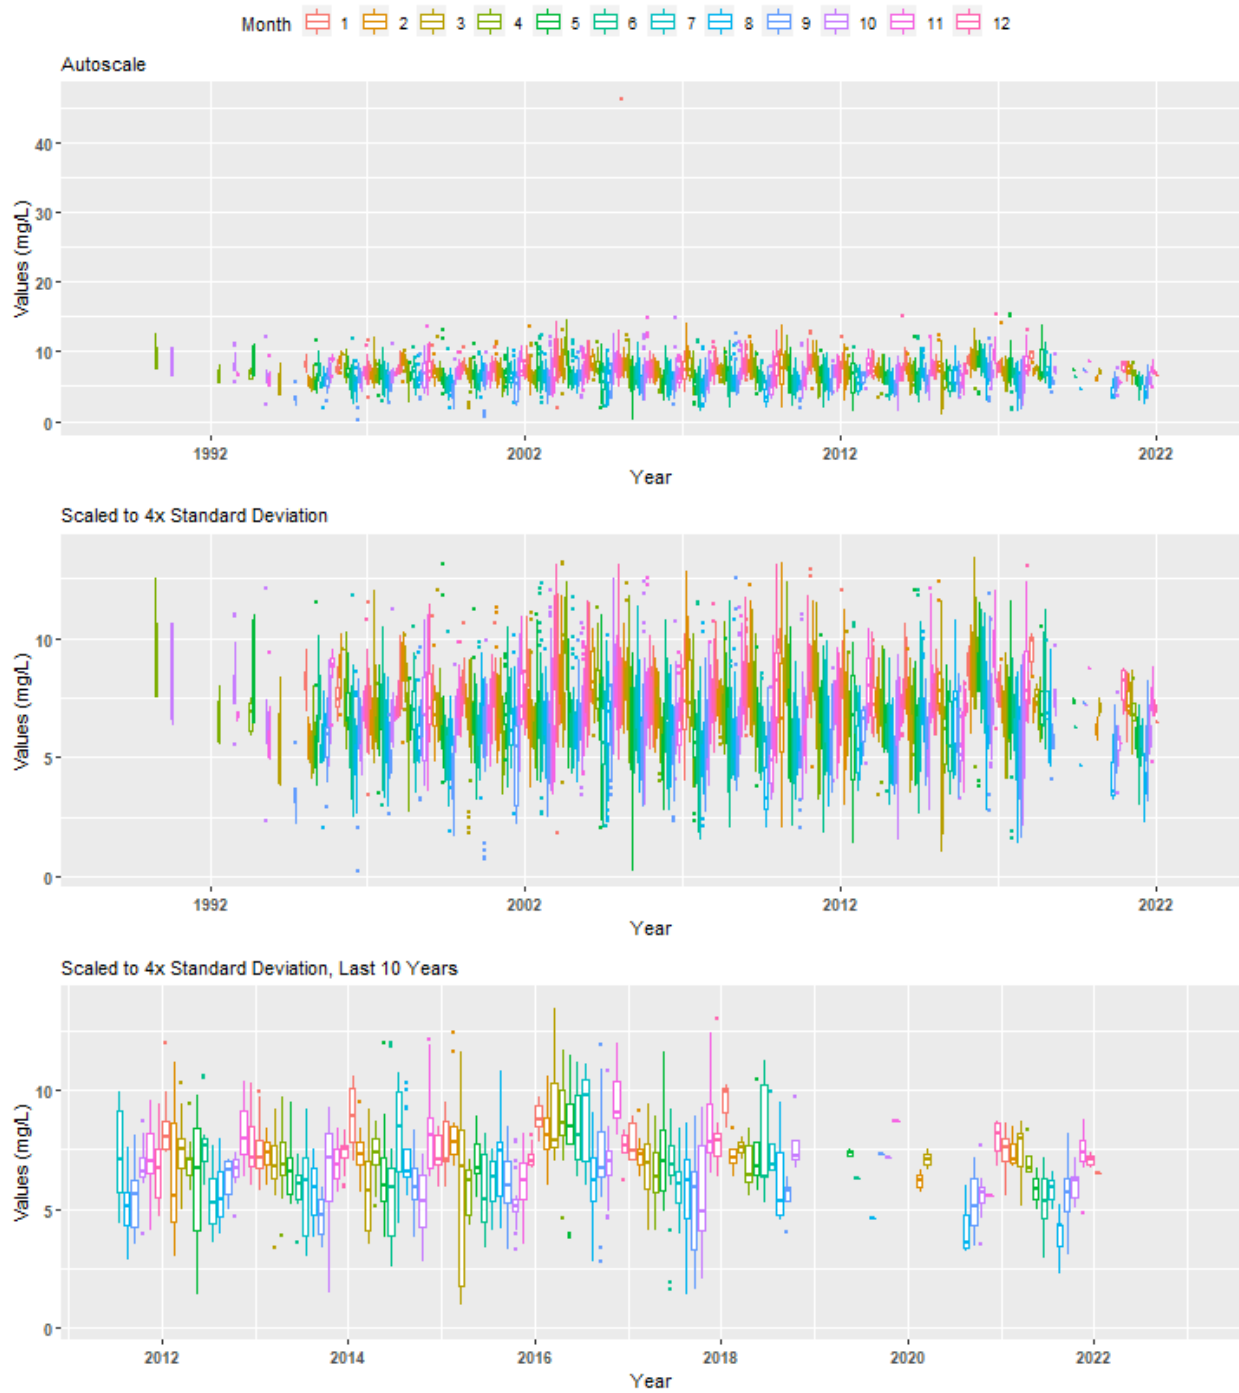 Month 1 2 3 4 5 6 7 8 9 10 11 12
Autoscale
40
30
20
10
0
Values (mg/L)
1992 2002 2012 2022
Year
Scaled to 4x Standard Deviation
10
5
0
Values (mg/L)
1992 2002 2012 2022
Year
Scaled to 4x Standard Deviation, Last 10 Years
10
5
0
Values (mg/L)
2012 2014 2016 2018 2020 2022
Year